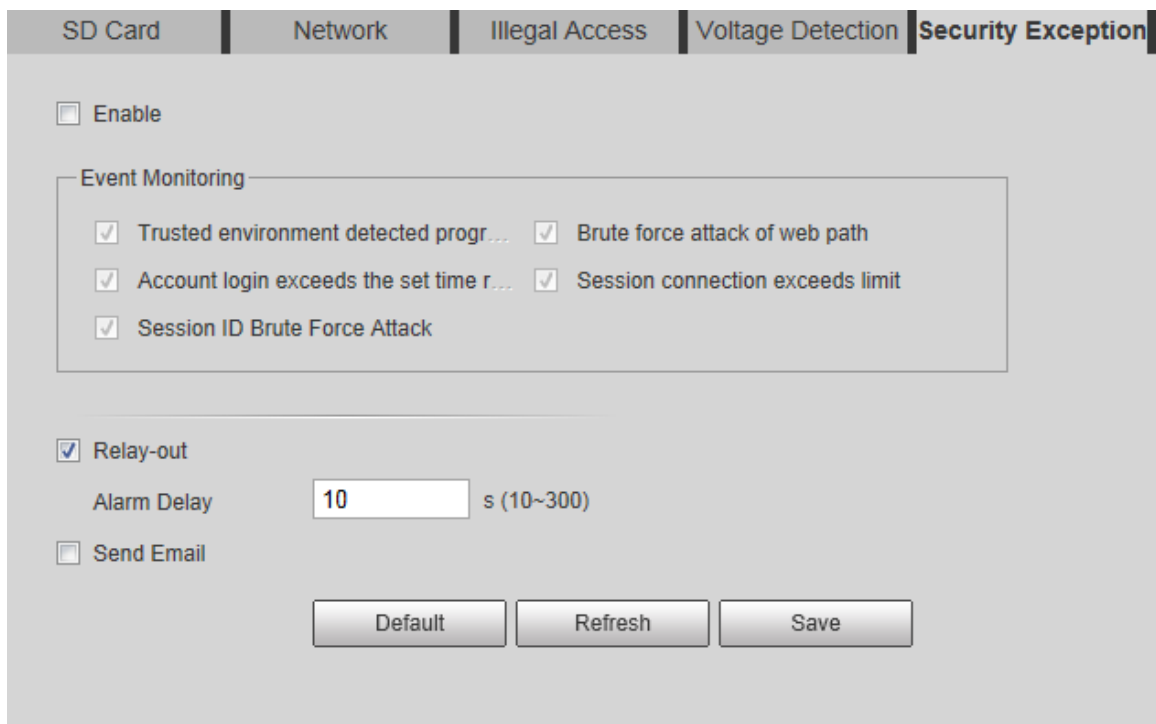 SD Card Network Illegal Access Voltage Detection Security Exception
Enable
Event Monitoring
Trusted environment detected progr... Brute force attack of web path
Account login exceeds the set time r... Session connection exceeds limit
Session ID Brute Force Attack
Relay-out
Alarm Delay 10 s (10~300)
Send Email
Default Refresh Save